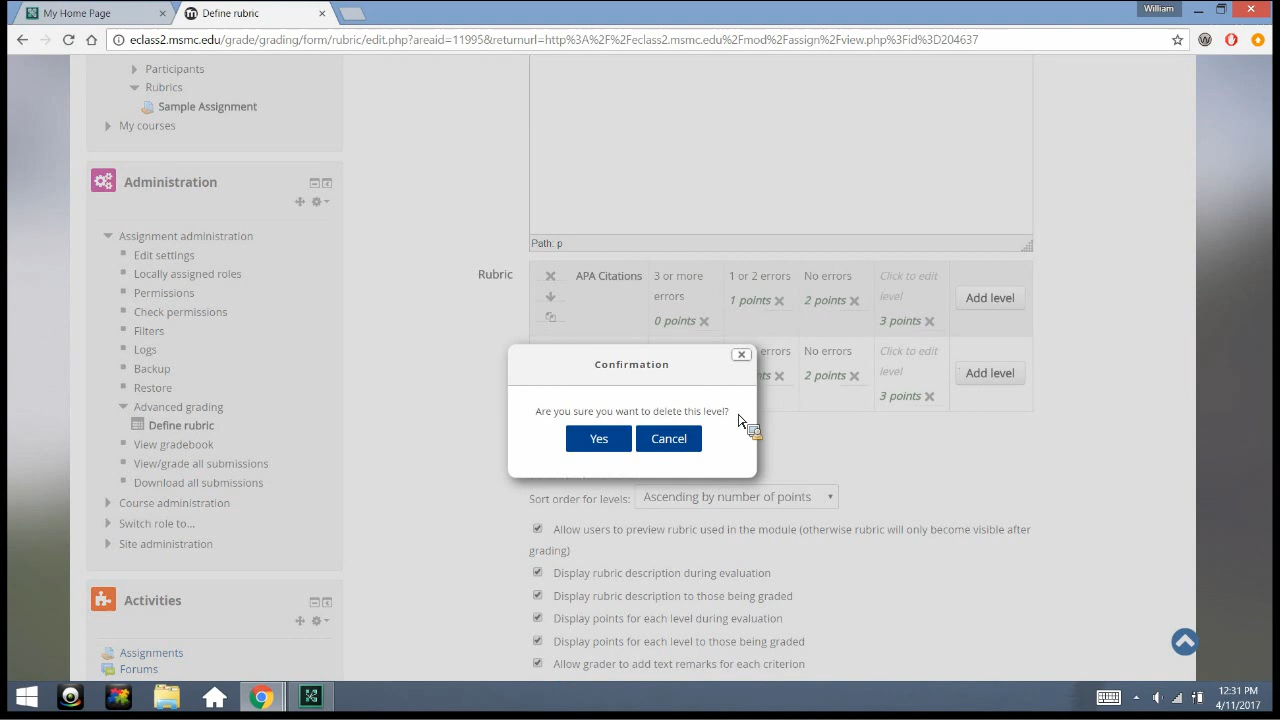 My Home Page
Define rubric
William
eclass2.msmc.edu/grade/grading/form/rubric/edit.php?areaid=11995&returnurl=http%3A%2F%2Feclass2.msmc.edu%2Fmod%2Fassign%2Fview.php%3Fid%3D204637
Participants
Rubrics
Sample Assignment
My courses
Administration
Assignment administration
Edit settings
Locally assigned roles
Permissions
Check permissions
Filters
Logs
Backup
Restore
Advanced grading
Define rubric
View gradebook
View/grade all submissions
Download all submissions
Course administration
Switch role to...
Site administration
Activities
Assignments
Forums
Path: p
Rubric
APA Citations
3 or more
errors
0 points
1 or 2 errors
1 points
No errors
2 points
Click to edit
level
3 points
Add level
errors
No errors
2 points
Click to edit
level
3 points
Add level
Confirmation
Are you sure you want to delete this level?
Yes
Cancel
Sort order for levels:
Ascending by number of points
Allow users to preview rubric used in the module (otherwise rubric will only become visible after
grading)
Display rubric description during evaluation
Display rubric description to those being graded
Display points for each level during evaluation
Display points for each level to those being graded
Allow grader to add text remarks for each criterion
12:31 PM
4/11/2017